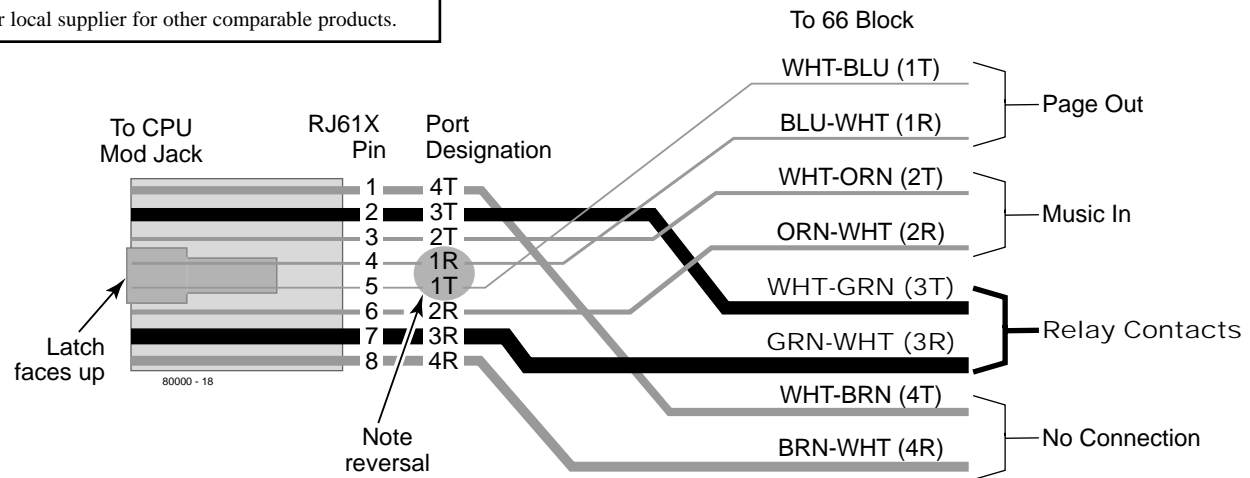 local supplier for other comparable products.
To 66 Block
To CPU
Mod Jack
RJ61X
Pin
Port
Designation
1 4T
2 3T
3 2T
4 1R
5 1T
6 2R
7 3R
8 4R
WHT-BLU (1T)
BLU-WHT (1R)
Page Out
WHT-ORN (2T)
ORN-WHT (2R)
Music In
WHT-GRN (3T)
GRN-WHT (3R)
Relay Contacts
WHT-BRN (4T)
BRN-WHT (4R)
No Connection
Latch
faces up
80000 - 18
Note
reversal